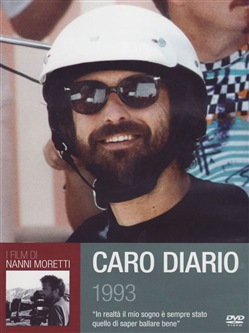 I FILM DI
NANNI MORETTI
CARO DIARIO
1993
"In realtà il mio sogno è sempre stato
quello di saper ballare bene"
DVD